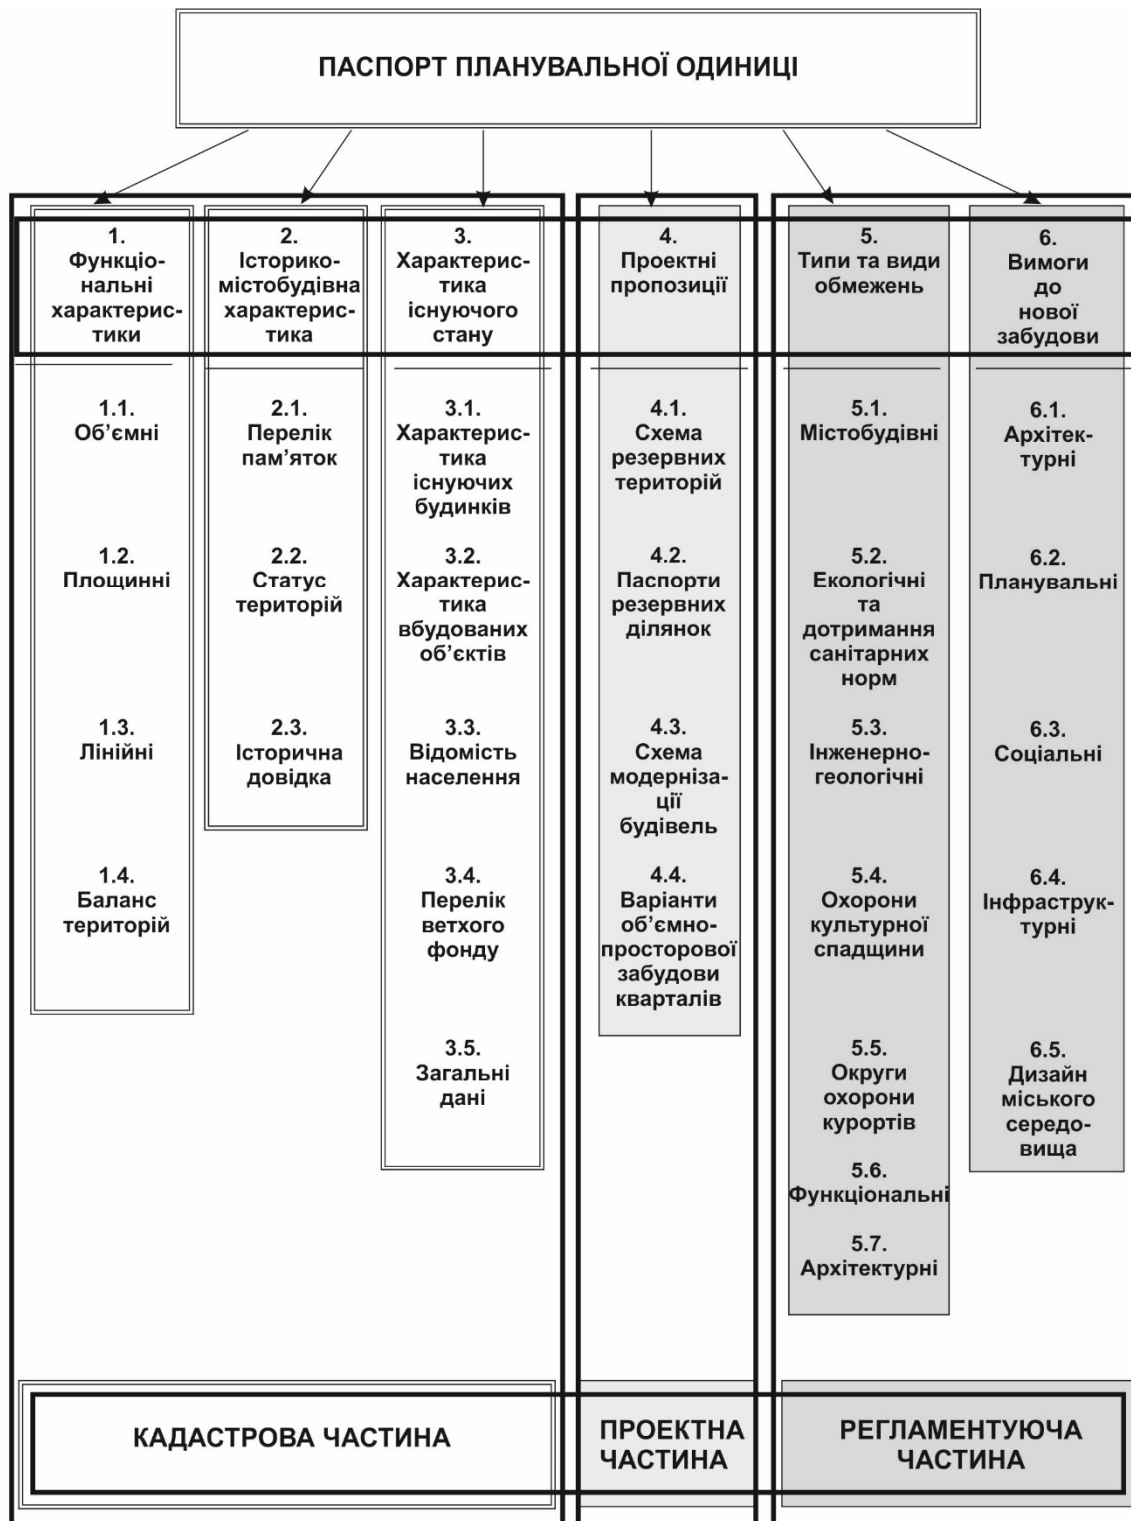 ПАСПОРТ ПЛАНУВАЛЬНОЇ ОДИНИЦІ
1.
Функціо-
нальні
характерис-
тики
1.1.
Об’ємні
1.2.
Площинні
1.3.
Лінійні
1.4.
Баланс
територій
2.
Історико-
містобудівна
характерис-
тика
2.1.
Перелік
пам’яток
2.2.
Статус
територій
2.3.
Історична
довідка
3.
Характерис-
тика
існуючого
стану
3.1.
Характерис-
тика
існуючих
будинків
3.2.
Характерис-
тика
вбудованих
об’єктів
3.3.
Відомість
населення
3.4.
Перелік
ветхого
фонду
3.5.
Загальні
дані
4.
Проектні
пропозиції
4.1.
Схема
резервних
територій
4.2.
Паспорти
резервних
ділянок
4.3.
Схема
модерніза-
ції
будівель
4.4.
Варіанти
об’ємно-
просторової
забудови
кварталів
5.
Типи та види
обмежень
5.1.
Містобудівні
5.2.
Екологічні
та
дотримання
санітарних
норм
5.3.
Інженерно-
геологічні
5.4.
Охорони
культурної
спадщини
5.5.
Округи
охорони
курортів
5.6.
Функціональні
5.7.
Архітектурні
6.
Вимоги
до
нової
забудови
6.1.
Архітек-
турні
6.2.
Планувальні
6.3.
Соціальні
6.4.
Інфраструк-
турні
6.5.
Дизайн
міського
середо-
вища
КАДАСТРОВА ЧАСТИНА
ПРОЕКТНА
ЧАСТИНА
РЕГЛАМЕНТУЮЧА
ЧАСТИНА